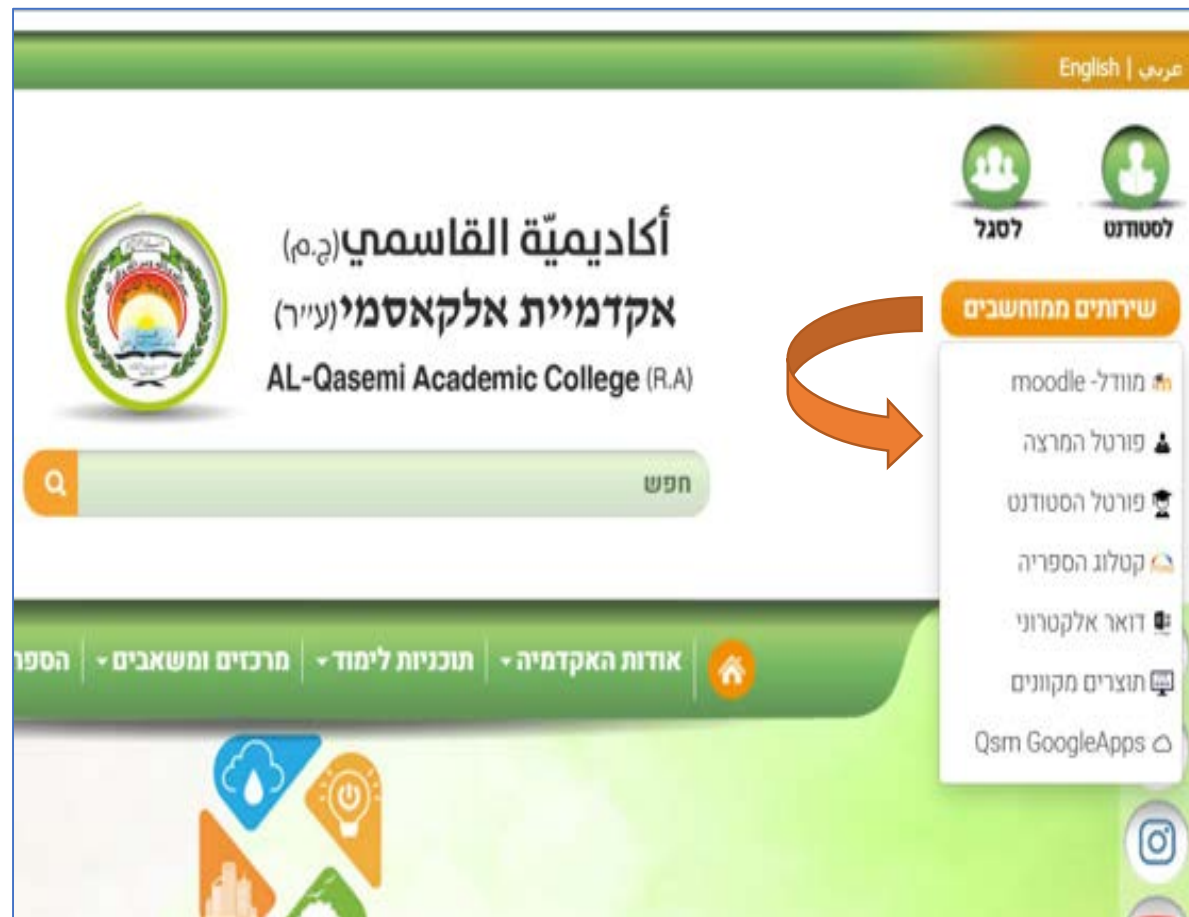 عربي | English
לסטודנט
לסגל
أكاديميّة القاسمي (ج.م)
אקדמיית אלקאסמי (ע״ר)
AL-Qasemi Academic College (R.A)
חפש
שירותים ממוחשבים
מוודל- moodle
פורטל המרצה
פורטל הסטודנט
קטלוג הספריה
דואר אלקטרוני
תוצרים מקוונים
Qsm GoogleApps
אודות האקדמיה
תוכניות לימוד
מרכזים ומשאבים
הספר